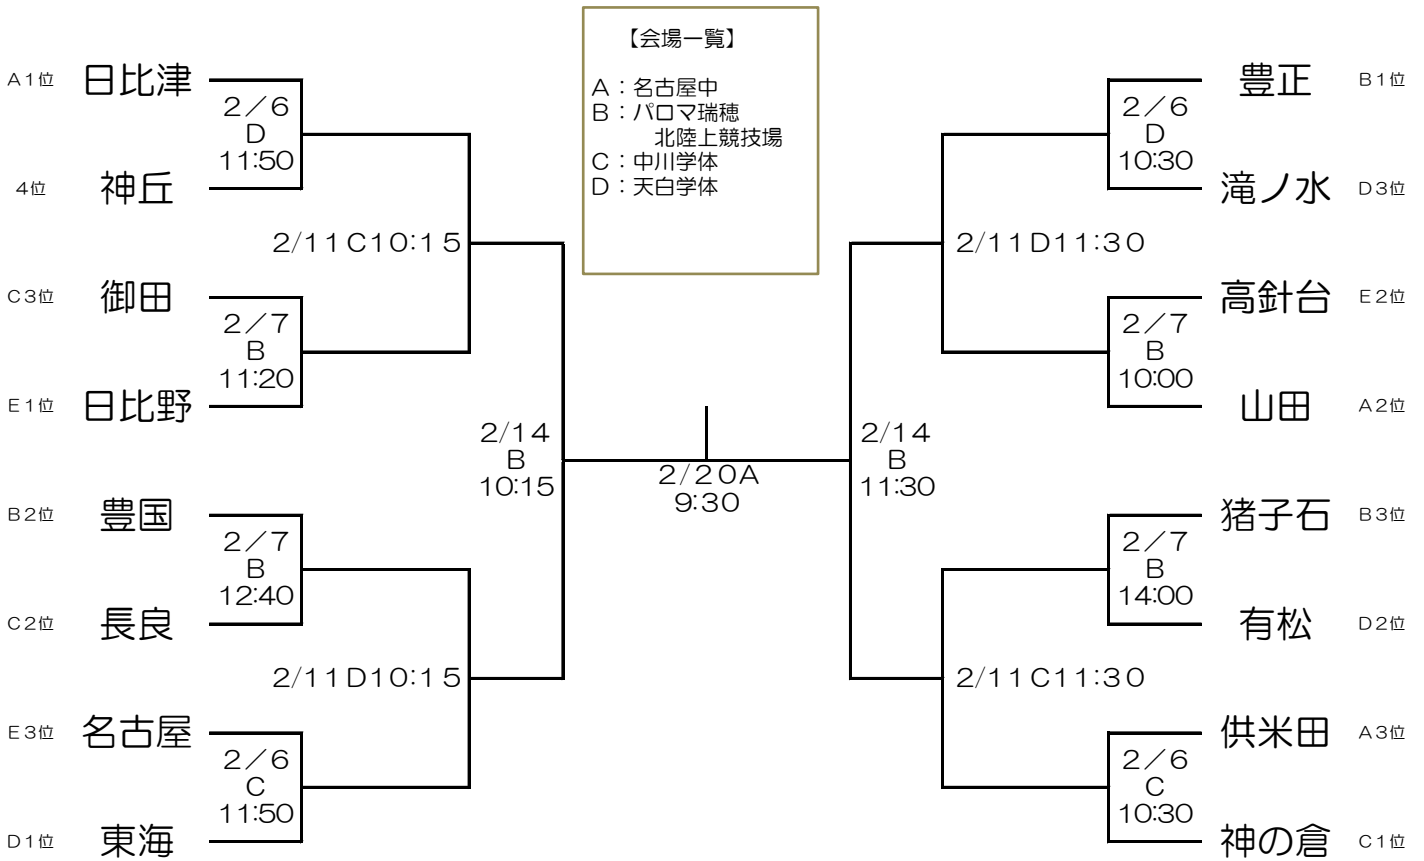 【会場一覧】
A：名古屋中
B：パロマ瑞穂
北陸上競技場
C：中川学体
D：天白学体
A1位 日比津
2／6
D
11:50
4位 神丘
2/11C10:15
C3位 御田
2／7
B
11:20
E1位 日比野
2/14
B
10:15
B2位 豊国
2／7
B
12:40
C2位 長良
2/11D10:15
E3位 名古屋
2／6
C
11:50
D1位 東海
2/20A
9:30
豊正 B1位
2／6
D
10:30
滝ノ水 D3位
2/11D11:30
高針台 E2位
2／7
B
10:00
山田 A2位
2/14
B
11:30
猪子石 B3位
2／7
B
14:00
有松 D2位
2/11C11:30
供米田 A3位
2／6
C
10:30
神の倉 C1位